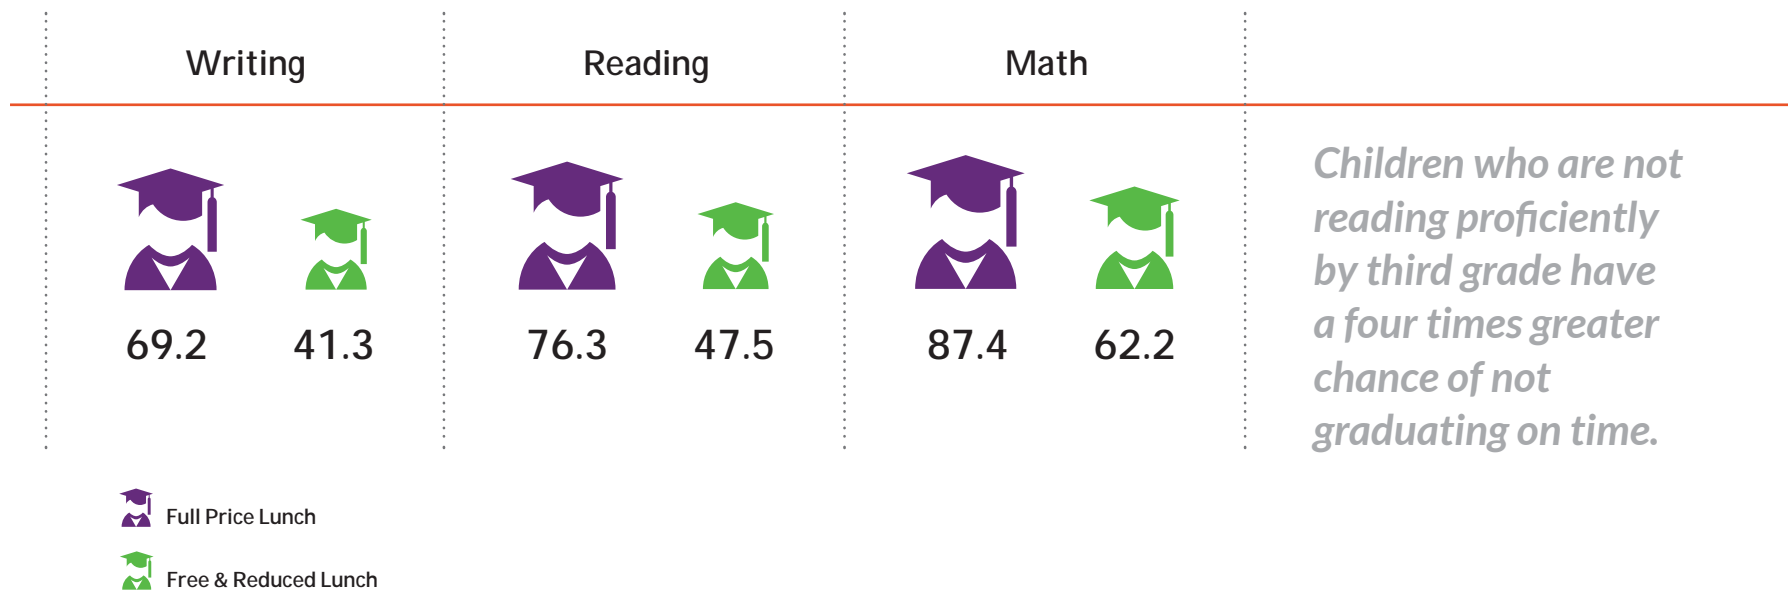 Writing
Reading
Math
69.2
41.3
76.3
47.5
87.4
62.2
Children who are not
reading proficiently
by third grade have
a four times greater
chance of not
graduating on time.
Full Price Lunch
Free & Reduced Lunch